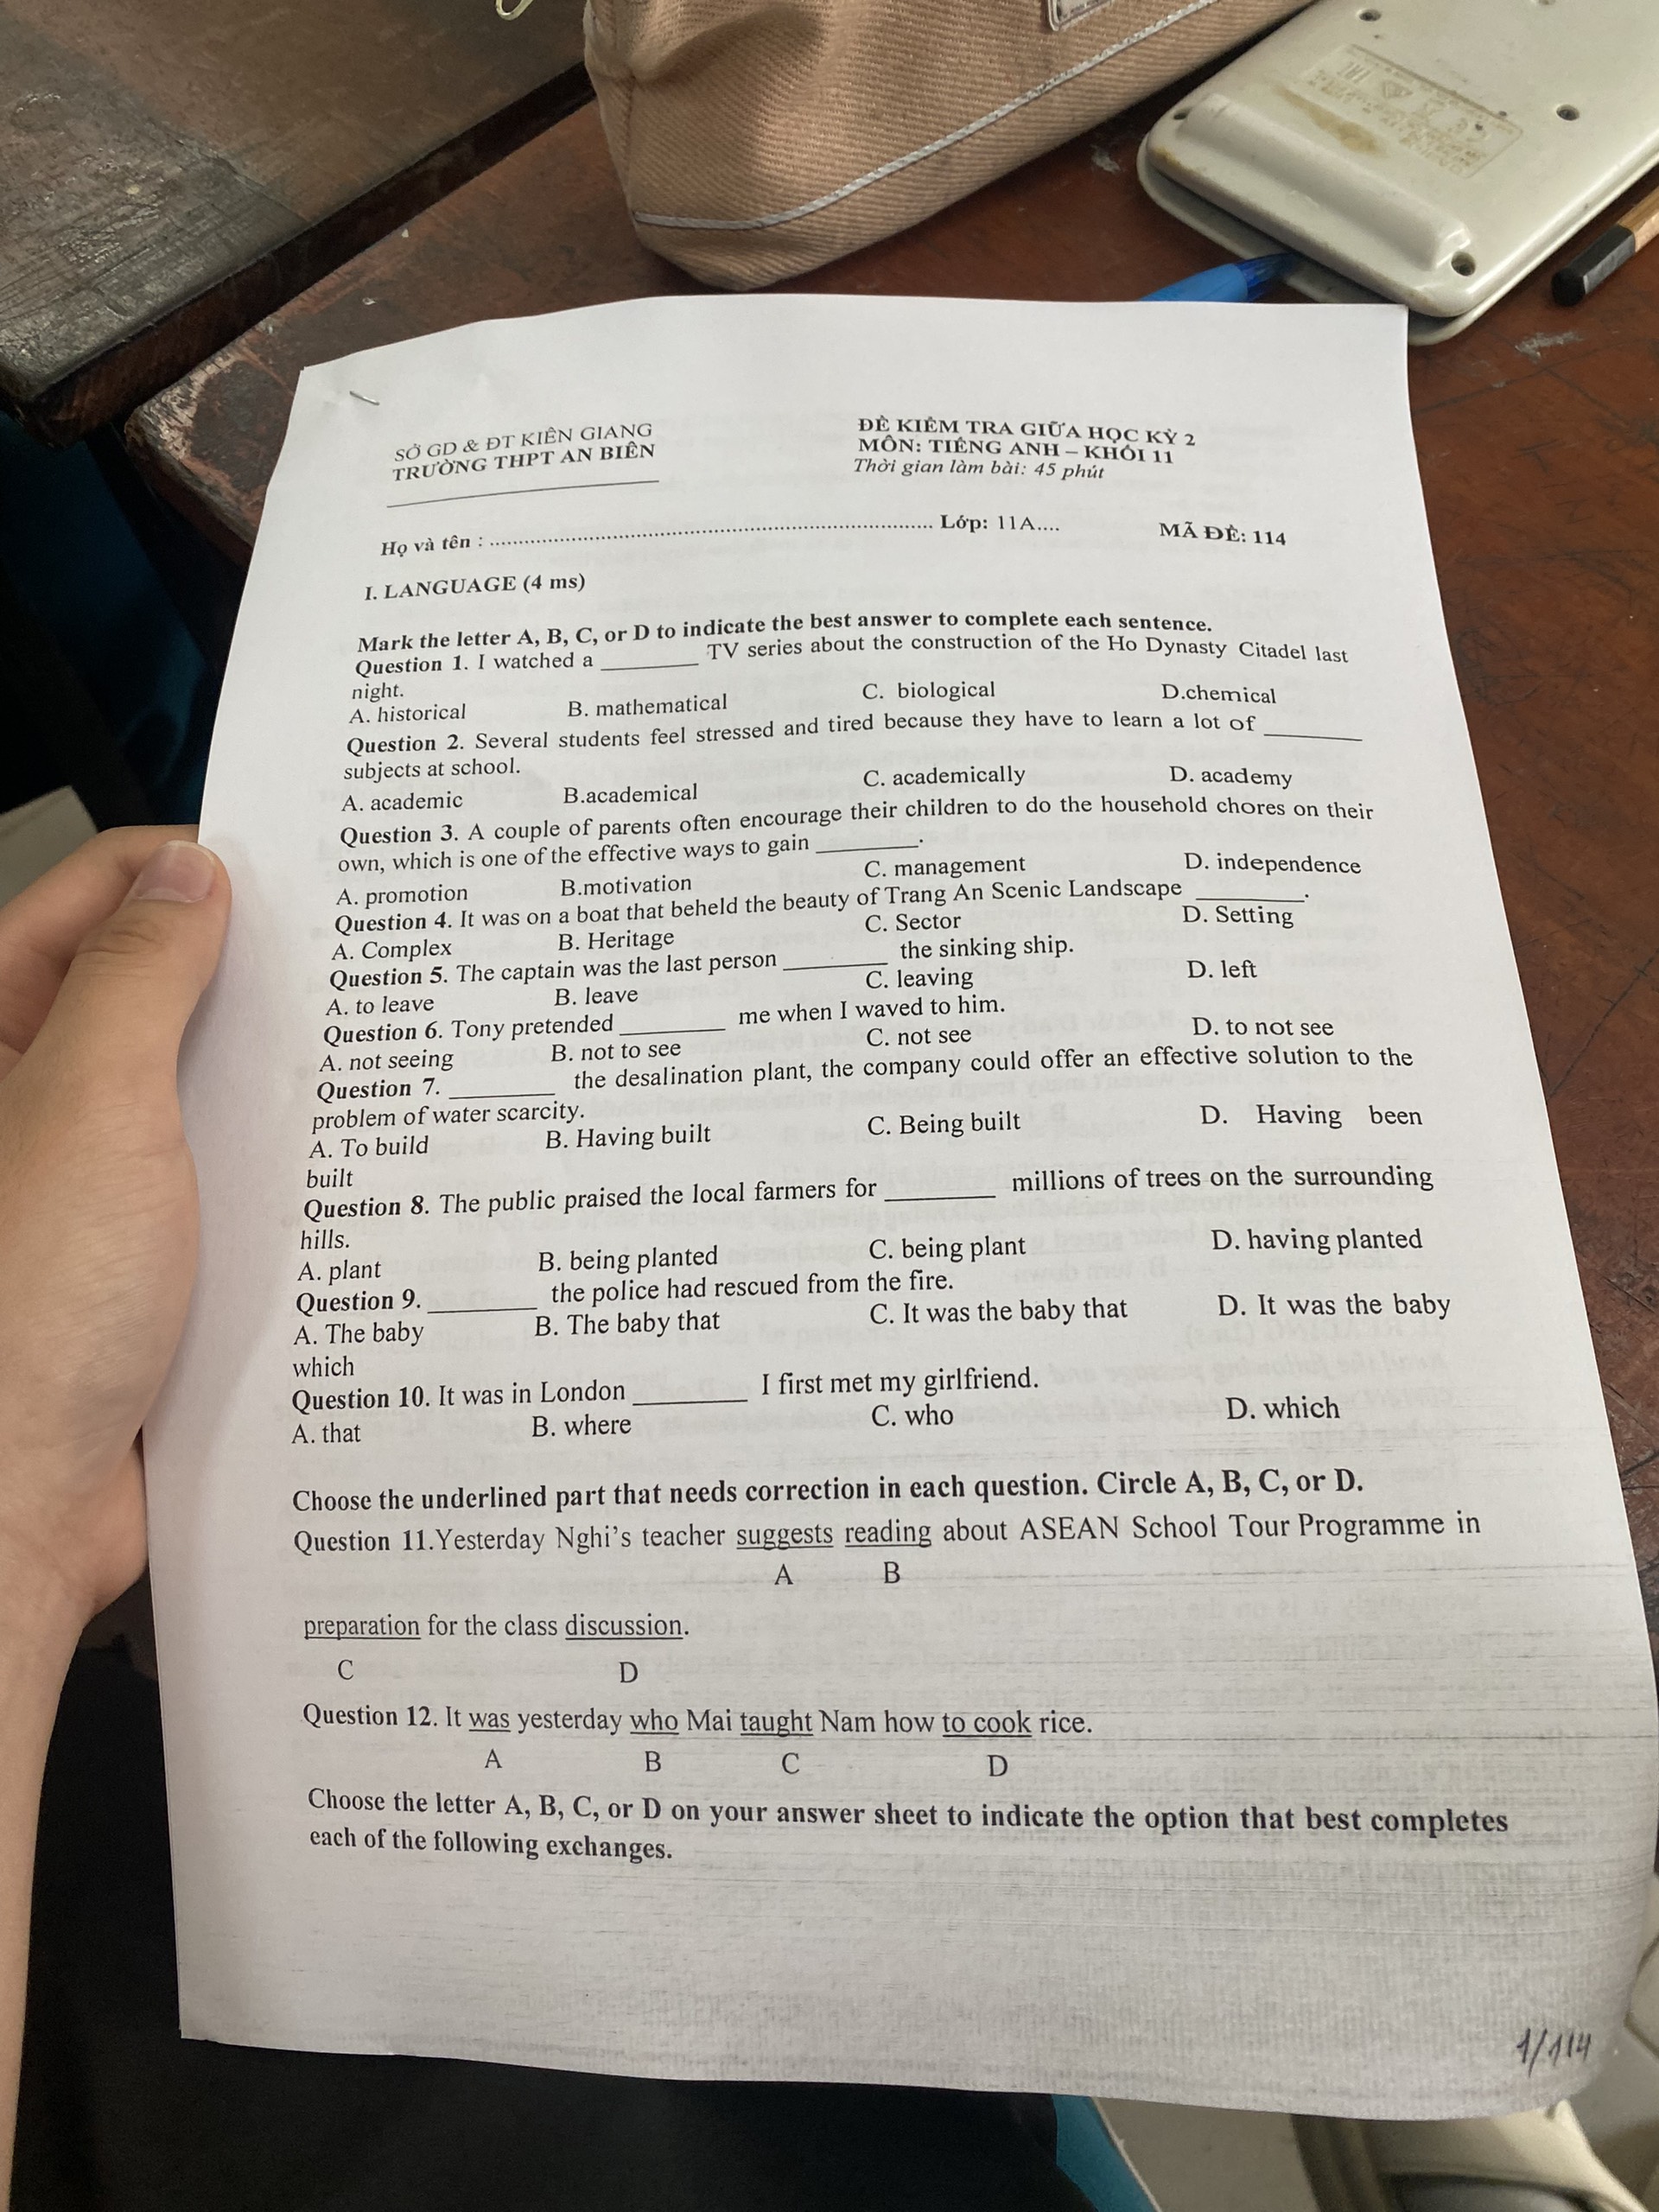 SỞ GD & ĐT KIÊN GIANG
TRƯỜNG THPT AN BIÊN
ĐỀ KIỂM TRA GIỮA HỌC KỲ 2
MÔN: TIẾNG ANH – KHỐI 11
Thời gian làm bài: 45 phút
Họ và tên : ........................................................................ Lớp: 11A.... MÃ ĐỀ: 114
I. LANGUAGE (4 ms)
Mark the letter A, B, C, or D to indicate the best answer to complete each sentence.
Question 1. I watched a ________ TV series about the construction of the Ho Dynasty Citadel last
night.
A. historical B. mathematical C. biological D.chemical
Question 2. Several students feel stressed and tired because they have to learn a lot of ________
subjects at school.
A. academic B.academical C. academically D. academy
Question 3. A couple of parents often encourage their children to do the household chores on their
own, which is one of the effective ways to gain ________.
A. promotion B.motivation C. management D. independence
Question 4. It was on a boat that beheld the beauty of Trang An Scenic Landscape ________.
A. Complex B. Heritage C. Sector D. Setting
Question 5. The captain was the last person ________ the sinking ship.
A. to leave B. leave C. leaving D. left
Question 6. Tony pretended ________ me when I waved to him.
A. not seeing B. not to see C. not see D. to not see
Question 7. ________ the desalination plant, the company could offer an effective solution to the
problem of water scarcity.
A. To build B. Having built C. Being built D. Having been
built
Question 8. The public praised the local farmers for ________ millions of trees on the surrounding
hills.
A. plant B. being planted C. being plant D. having planted
Question 9. ________ the police had rescued from the fire.
A. The baby B. The baby that C. It was the baby that D. It was the baby
which
Question 10. It was in London ________ I first met my girlfriend.
A. that B. where C. who D. which
Choose the underlined part that needs correction in each question. Circle A, B, C, or D.
Question 11.Yesterday Nghi's teacher suggests reading about ASEAN School Tour Programme in
A B
preparation for the class discussion.
C D
Question 12. It was yesterday who Mai taught Nam how to cook rice.
A B C D
Choose the letter A, B, C, or D on your answer sheet to indicate the option that best completes
each of the following exchanges.
1/114